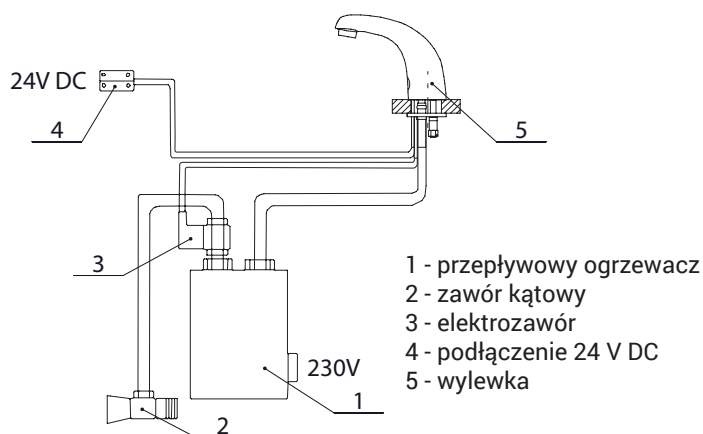 24V DC
4
5
3
230V
1
2
1 - przepływowy ogrzewacz
2 - zawór kątowy
3 - elektrozawór
4 - podłączenie 24 V DC
5 - wylewka